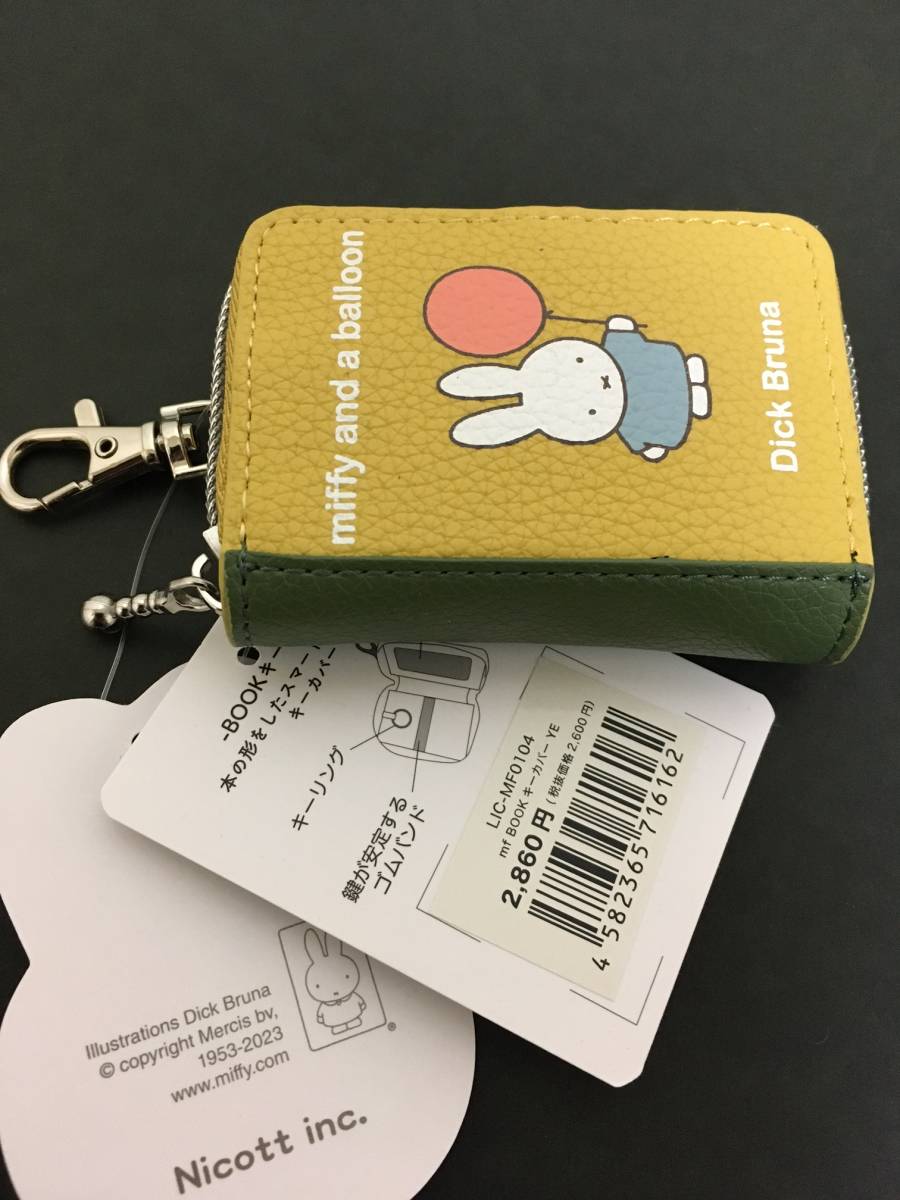 miffy and a balloon
Dick Bruna
-BOOKキー
本の形をしたスマー
キーカバー
キーリング
鍵が安定する
ゴムバンド
LIC-MF0104
mf BOOK キーカバー YE
2,860円(税抜価格 2,600円)
4 582365 716162
Illustrations Dick Bruna
© copyright Mercis bv,
1953-2023
www.miffy.com
®
Nicott inc.